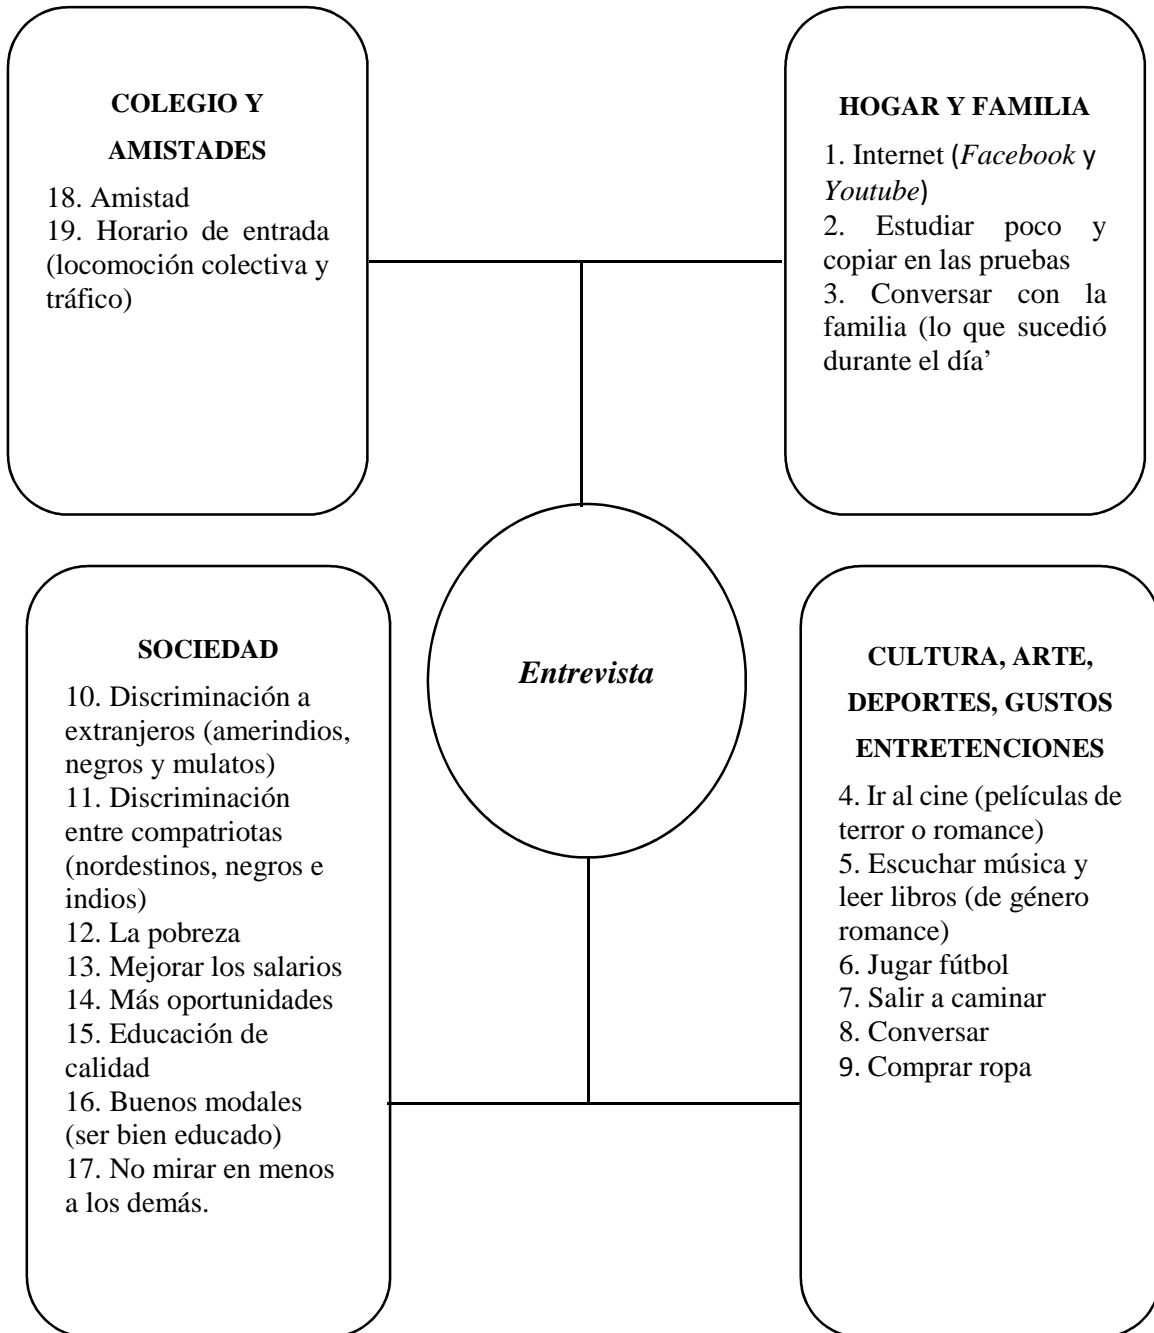 COLEGIO Y
AMISTADES
18. Amistad
19. Horario de entrada
(locomoción colectiva y
tráfico)
HOGAR Y FAMILIA
1. Internet (Facebook y
Youtube)
2. Estudiar poco y
copiar en las pruebas
3. Conversar con la
familia (lo que sucedió
durante el día’
Entrevista
SOCIEDAD
10. Discriminación a
extranjeros (amerindios,
negros y mulatos)
11. Discriminación
entre compatriotas
(nordestinos, negros e
indios)
12. La pobreza
13. Mejorar los salarios
14. Más oportunidades
15. Educación de
calidad
16. Buenos modales
(ser bien educado)
17. No mirar en menos
a los demás.
CULTURA, ARTE,
DEPORTES, GUSTOS
ENTRETENCIONES
4. Ir al cine (películas de
terror o romance)
5. Escuchar música y
leer libros (de género
romance)
6. Jugar fútbol
7. Salir a caminar
8. Conversar
9. Comprar ropa